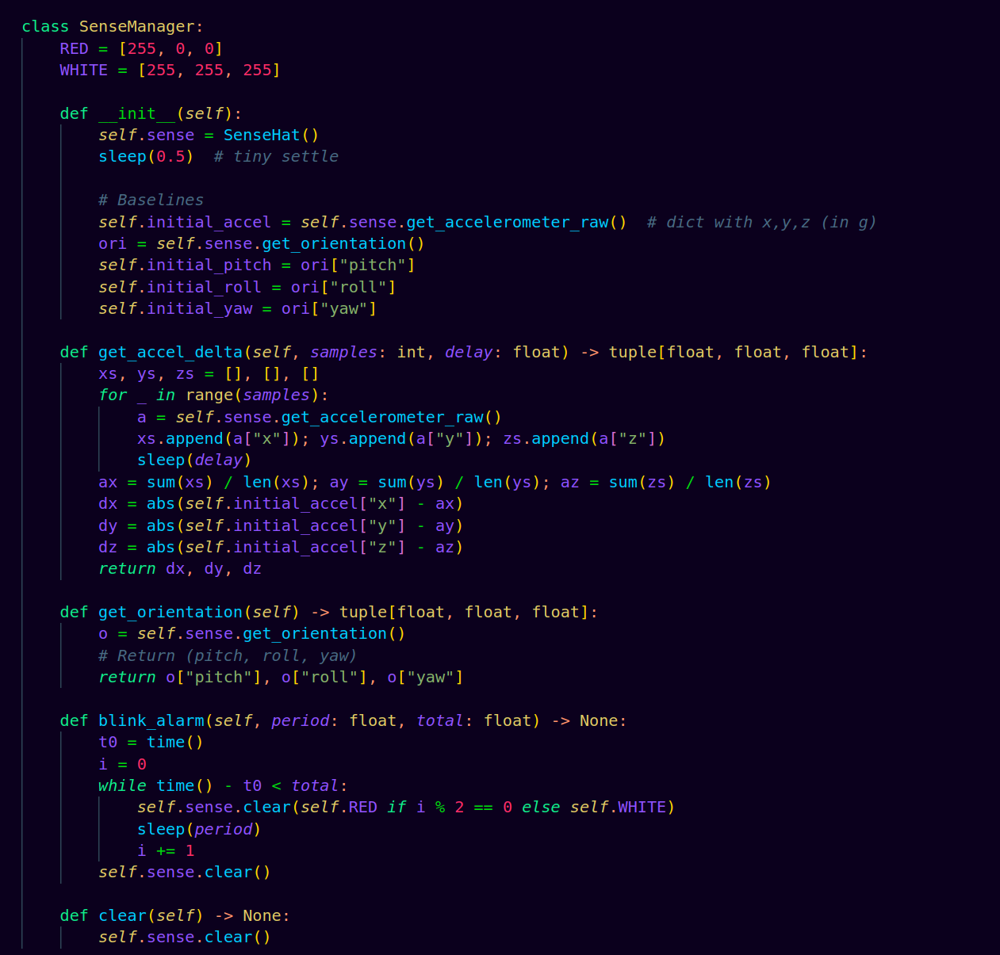 class SenseManager:
    RED = [255, 0, 0]
    WHITE = [255, 255, 255]

    def __init__(self):
        self.sense = SenseHat()
        sleep(0.5)  # tiny settle

        # Baselines
        self.initial_accel = self.sense.get_accelerometer_raw()  # dict with x,y,z (in g)
        ori = self.sense.get_orientation()
        self.initial_pitch = ori["pitch"]
        self.initial_roll = ori["roll"]
        self.initial_yaw = ori["yaw"]

    def get_accel_delta(self, samples: int, delay: float) -> tuple[float, float, float]:
        xs, ys, zs = [], [], []
        for _ in range(samples):
            a = self.sense.get_accelerometer_raw()
            xs.append(a["x"]); ys.append(a["y"]); zs.append(a["z"])
            sleep(delay)
        ax = sum(xs) / len(xs); ay = sum(ys) / len(ys); az = sum(zs) / len(zs)
        dx = abs(self.initial_accel["x"] - ax)
        dy = abs(self.initial_accel["y"] - ay)
        dz = abs(self.initial_accel["z"] - az)
        return dx, dy, dz

    def get_orientation(self) -> tuple[float, float, float]:
        o = self.sense.get_orientation()
        # Return (pitch, roll, yaw)
        return o["pitch"], o["roll"], o["yaw"]

    def blink_alarm(self, period: float, total: float) -> None:
        t0 = time()
        i = 0
        while time() - t0 < total:
            self.sense.clear(self.RED if i % 2 == 0 else self.WHITE)
            sleep(period)
            i += 1
        self.sense.clear()

    def clear(self) -> None:
        self.sense.clear()